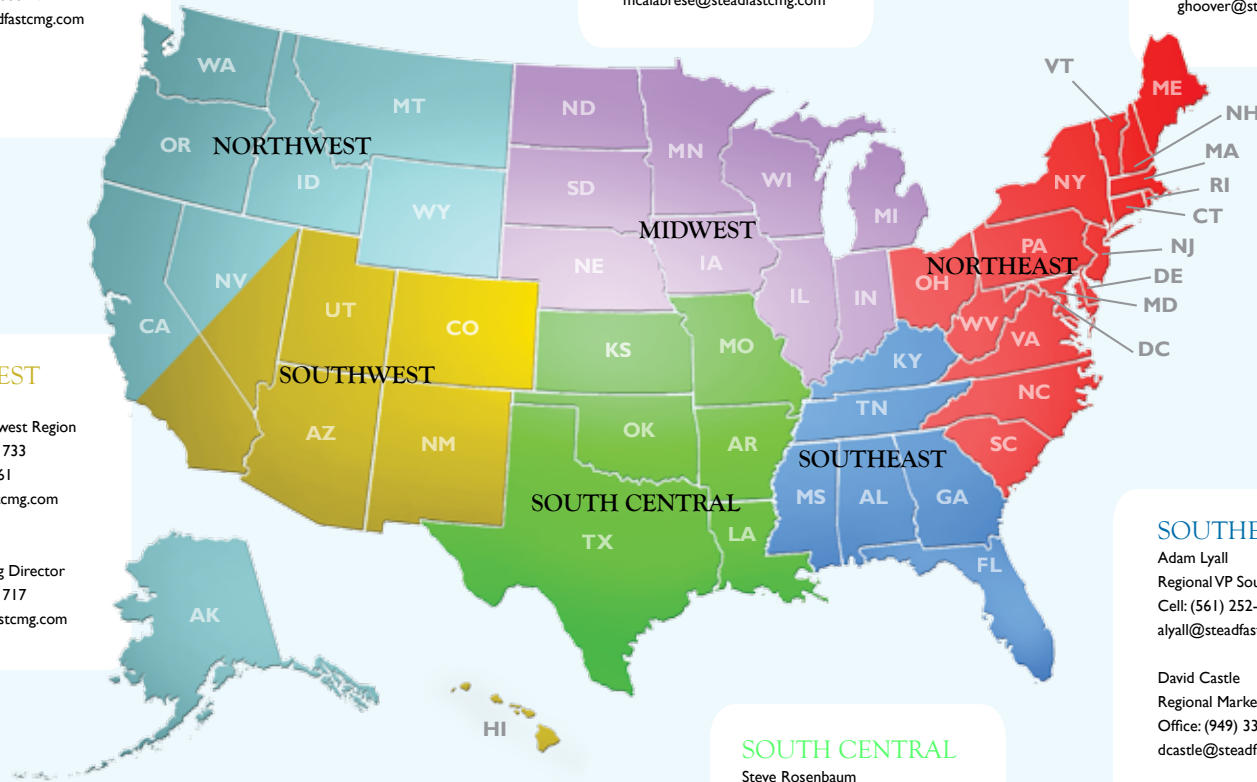 dfastcmg.com
mcalabrese@steadfastcmg.com
ghoover@st
WA
MT
OR
NORTHWEST
ID
WY
NV
CA
ND
MN
SD
WI
MI
MIDWEST
NE
IA
IL
IN
VT
ME
NH
MA
NY
RI
CT
PA
NJ
NORTHEAST
OH
DE
MD
WV
VA
DC
NC
SC
UT
CO
SOUTHWEST
AZ
NM
KS
MO
OK
AR
SOUTH CENTRAL
TX
LA
KY
TN
SOUTHEAST
MS
AL
GA
FL
AK
HI
EST
west Region
733
61
tcmg.com
g Director
717
stcmg.com
SOUTHE
Adam Lyall
Regional VP Sou
Cell: (561) 252-
alyall@steadfas
David Castle
Regional Marke
Office: (949) 33
dcastle@steadf
SOUTH CENTRAL
Steve Rosenbaum